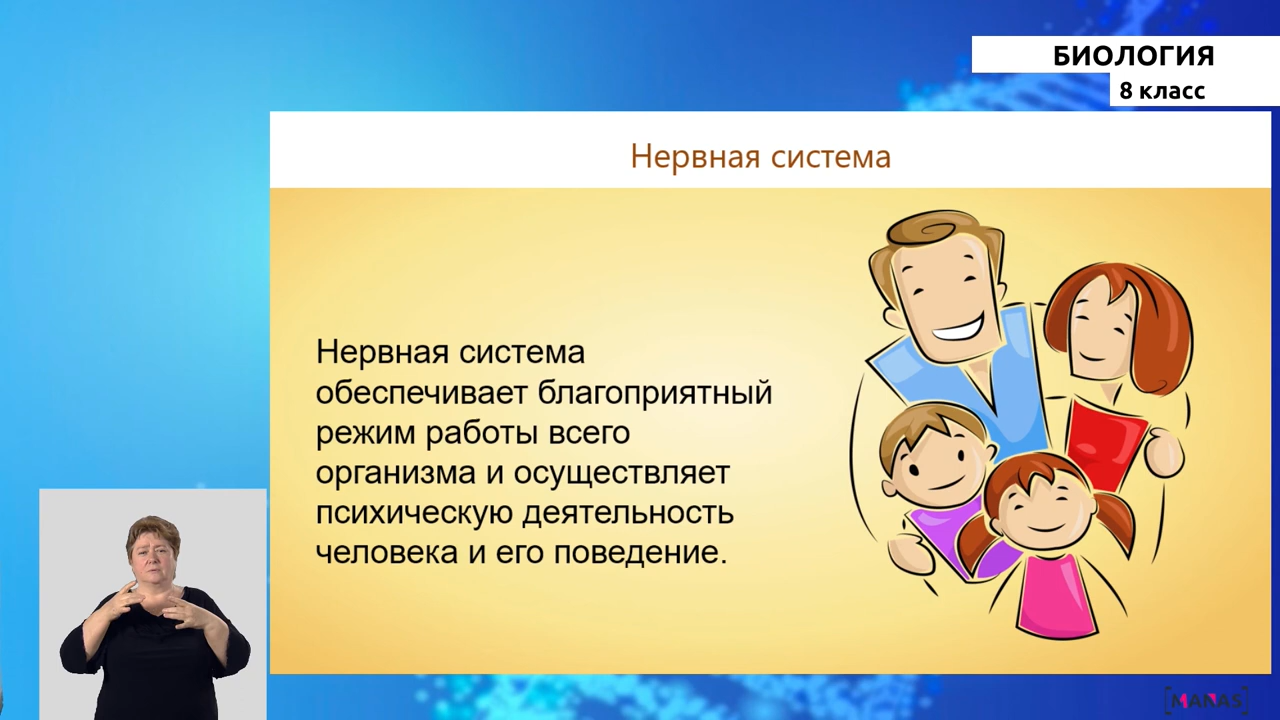 БИОЛОГИЯ
8 класс
Нервная система
Нервная система
обеспечивает благоприятный
режим работы всего
организма и осуществляет
психическую деятельность
человека и его поведение.
MANAS